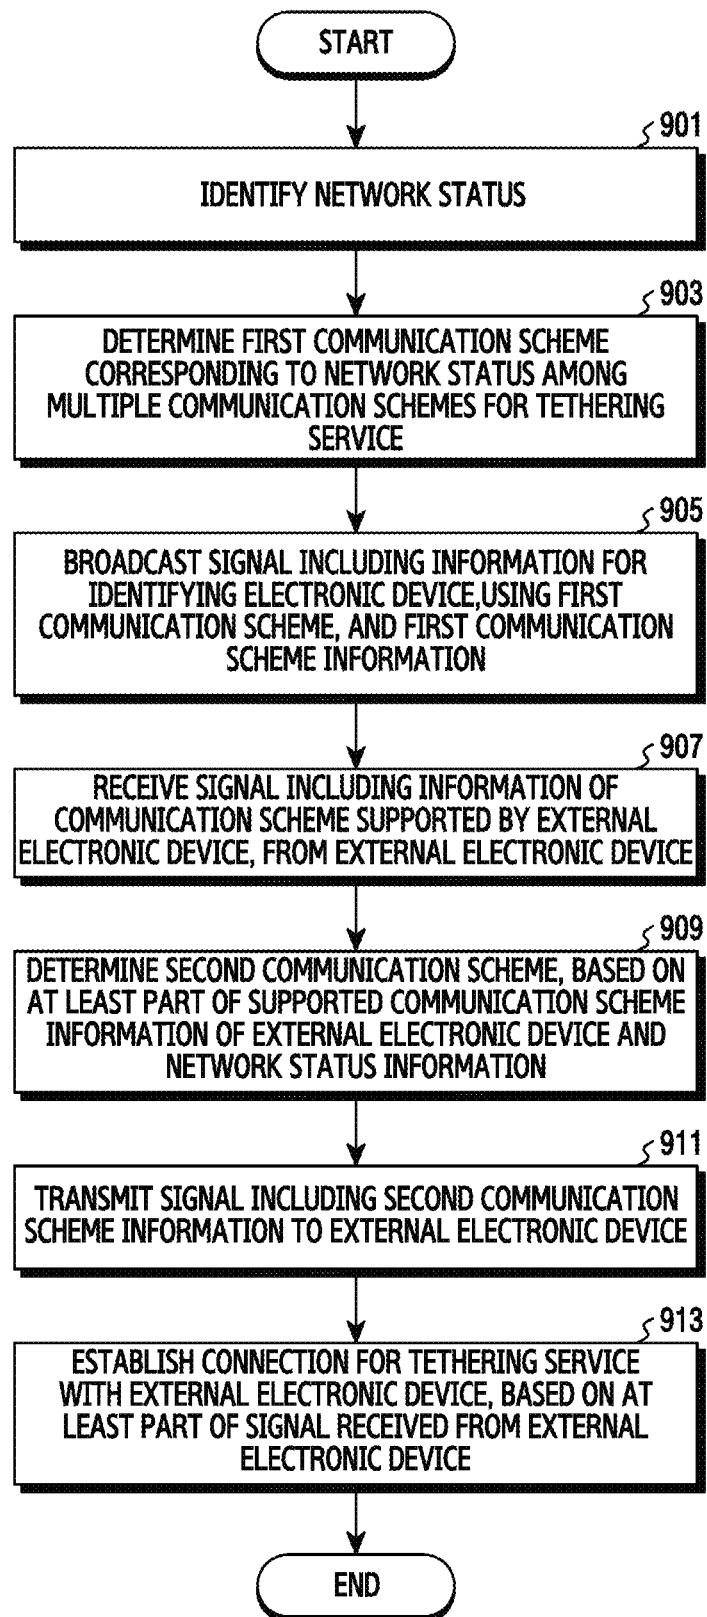 START
901
IDENTIFY NETWORK STATUS
903
DETERMINE FIRST COMMUNICATION SCHEME
CORRESPONDING TO NETWORK STATUS AMONG
MULTIPLE COMMUNICATION SCHEMES FOR TETHERING
SERVICE
905
BROADCAST SIGNAL INCLUDING INFORMATION FOR
IDENTIFYING ELECTRONIC DEVICE,USING FIRST
COMMUNICATION SCHEME, AND FIRST COMMUNICATION
SCHEME INFORMATION
907
RECEIVE SIGNAL INCLUDING INFORMATION OF
COMMUNICATION SCHEME SUPPORTED BY EXTERNAL
ELECTRONIC DEVICE, FROM EXTERNAL ELECTRONIC DEVICE
909
DETERMINE SECOND COMMUNICATION SCHEME, BASED ON
AT LEAST PART OF SUPPORTED COMMUNICATION SCHEME
INFORMATION OF EXTERNAL ELECTRONIC DEVICE AND
NETWORK STATUS INFORMATION
911
TRANSMIT SIGNAL INCLUDING SECOND COMMUNICATION
SCHEME INFORMATION TO EXTERNAL ELECTRONIC DEVICE
913
ESTABLISH CONNECTION FOR TETHERING SERVICE
WITH EXTERNAL ELECTRONIC DEVICE, BASED ON AT
LEAST PART OF SIGNAL RECEIVED FROM EXTERNAL
ELECTRONIC DEVICE
END